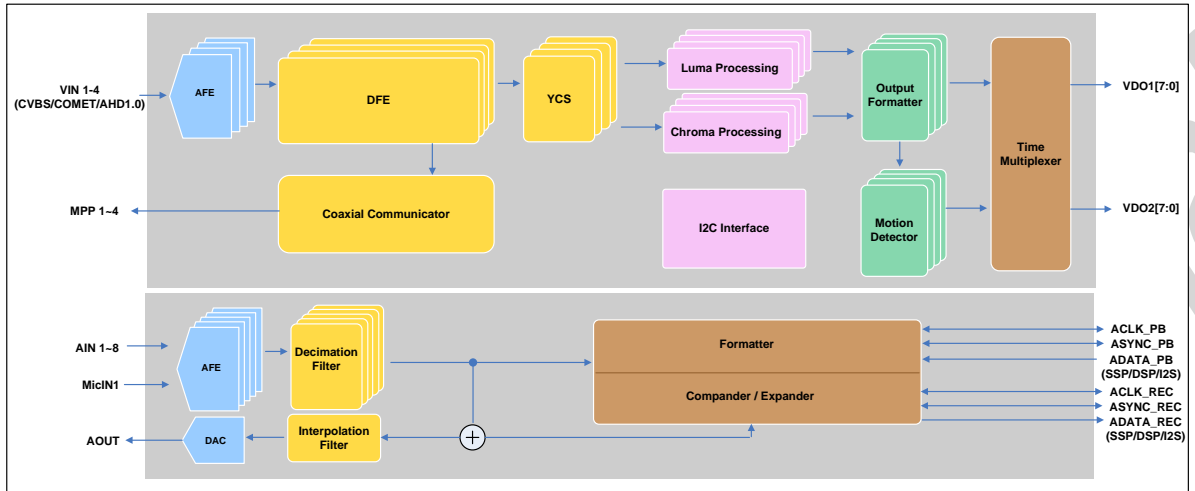 VIN 1-4
(CVBS/COMET/AHD1.0)
AFE
DFE
YCS
Luma Processing
Chroma Processing
Output
Formatter
Time
Multiplexer
VDO1[7:0]
MPP 1~4
Coaxial Communicator
I2C Interface
Motion
Detector
VDO2[7:0]
AIN 1~8
MicIN1
AFE
Decimation
Filter
Formatter
Compander / Expander
ACLK_PB
ASYNC_PB
ADATA_PB
(SSP/DSP/I2S)
ACLK_REC
ASYNC_REC
ADATA_REC
(SSP/DSP/I2S)
AOUT
DAC
Interpolation
Filter